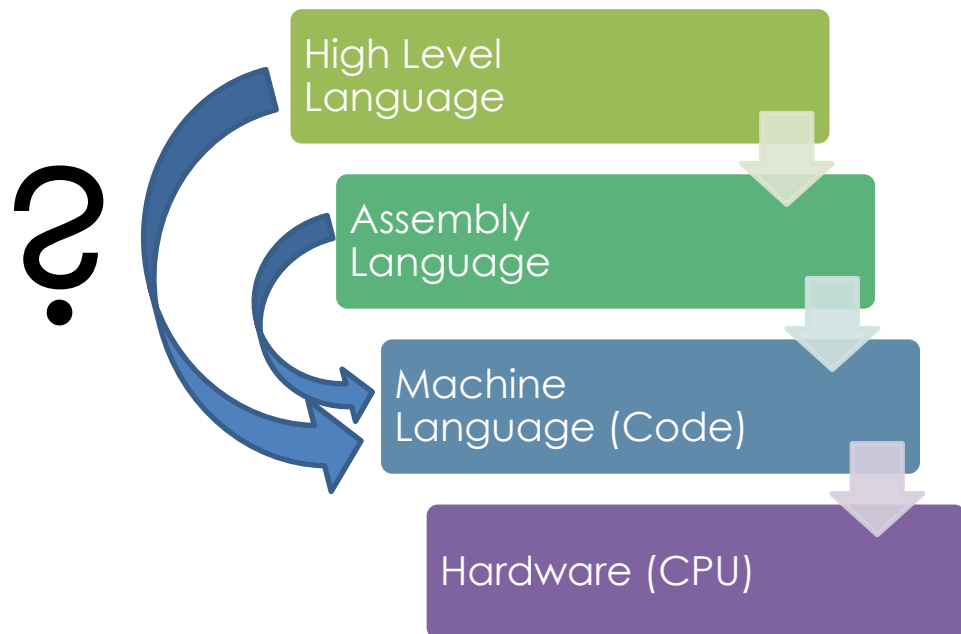 High Level
Language
?
Assembly
Language
Machine
Language (Code)
Hardware (CPU)